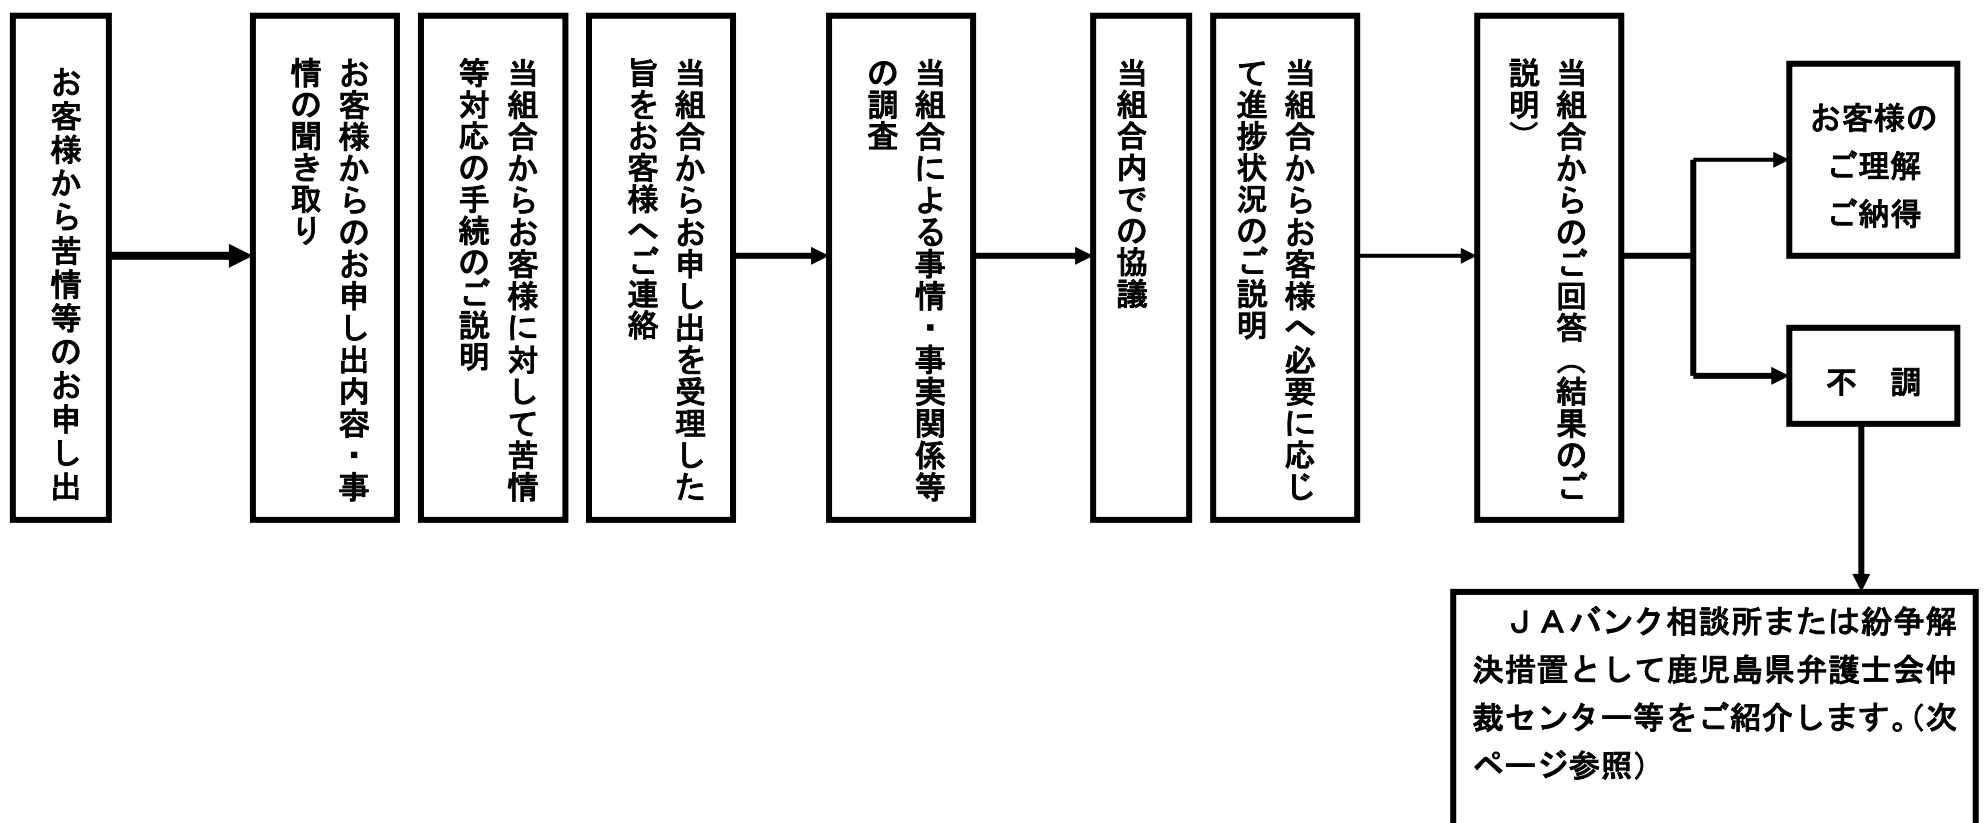 お客様から苦情等のお申し出
お客様からのお申し出内容・事
情の聞き取り
当組合からお客様に対して苦情
等対応の手続のご説明
当組合からお申し出を受理した
旨をお客様へご連絡
当組合による事情・事実関係等
の調査
当組合内での協議
当組合からお客様へ必要に応じ
て進捗状況のご説明
当組合からのご回答（結果のご
説明）
お客様の
ご理解
ご納得
不　調
ＪＡバンク相談所または紛争解
決措置として鹿児島県弁護士会仲
裁センター等をご紹介します。（次
ページ参照）